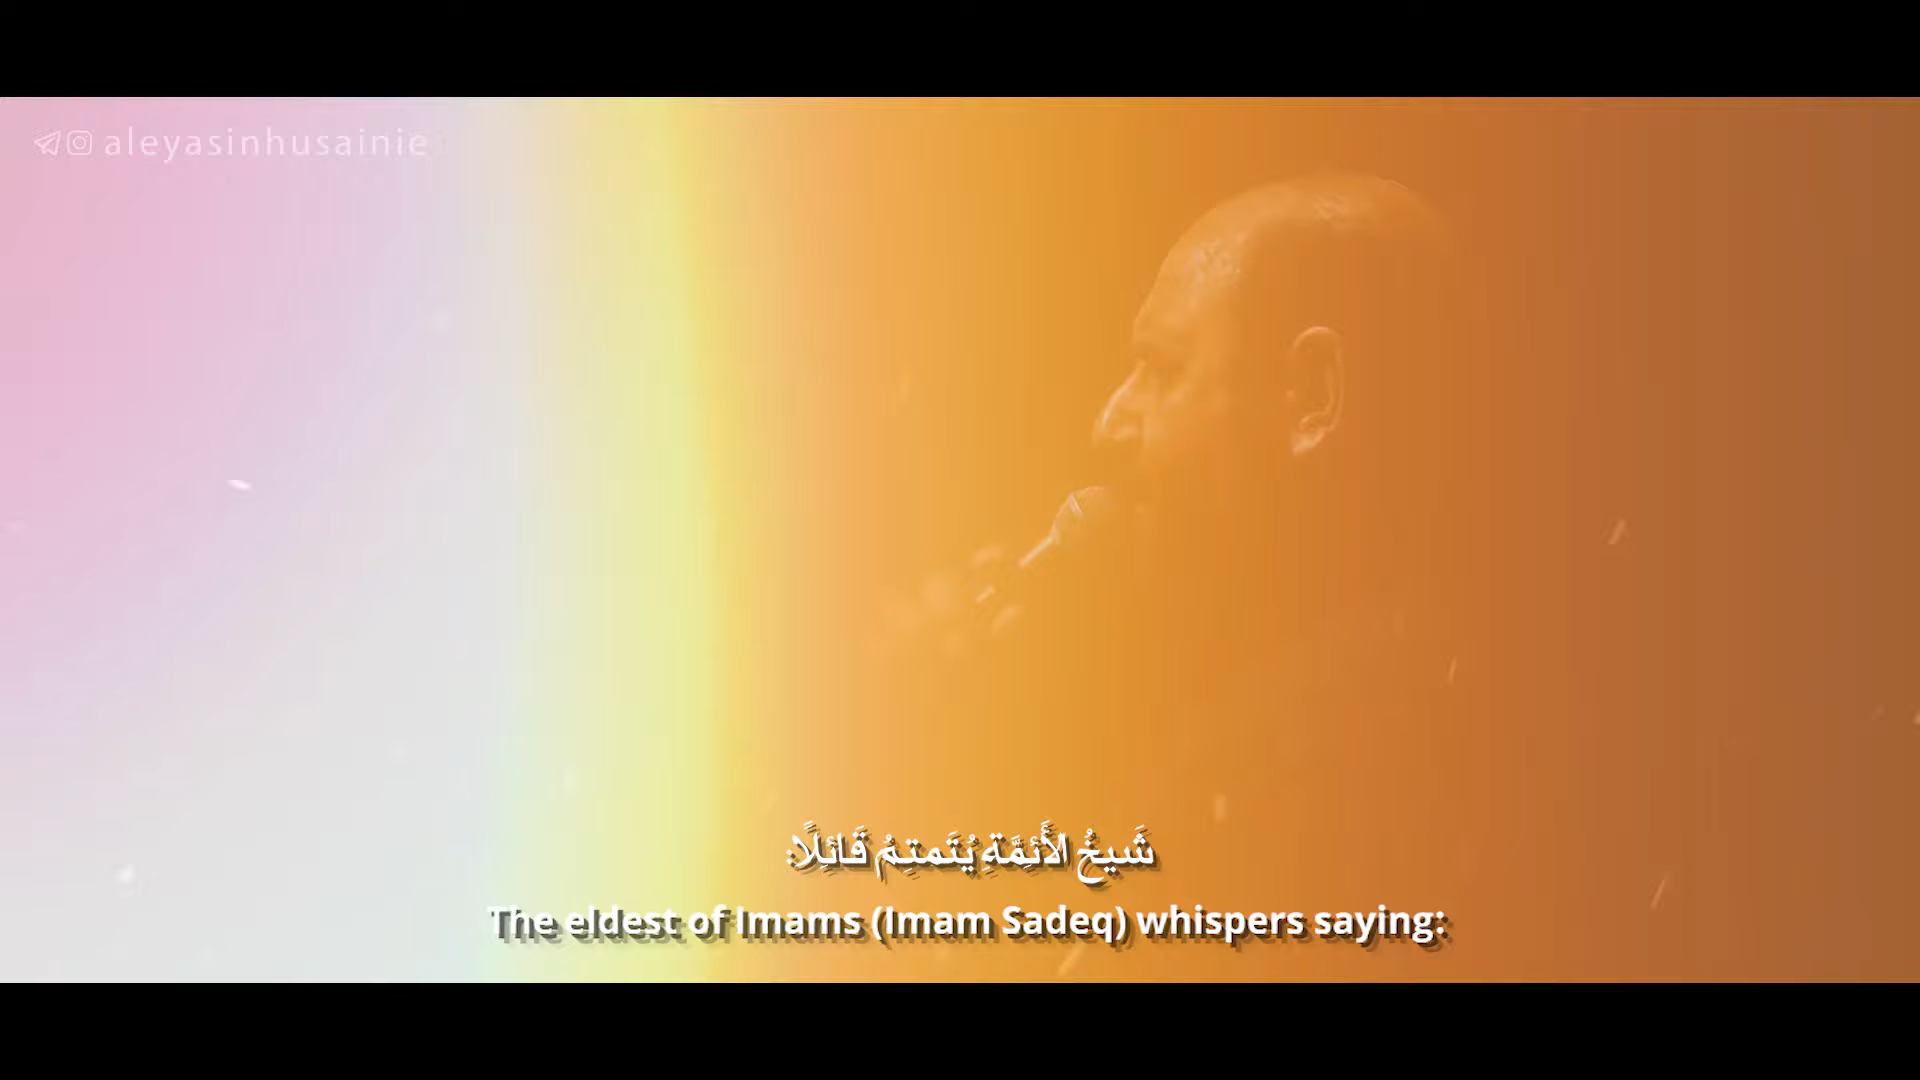 aleyasinhusainie
شَيخُ الأَئِمَّةِ يُتَمتِمُ قَائِلًا:
The eldest of Imams (Imam Sadeq) whispers saying: